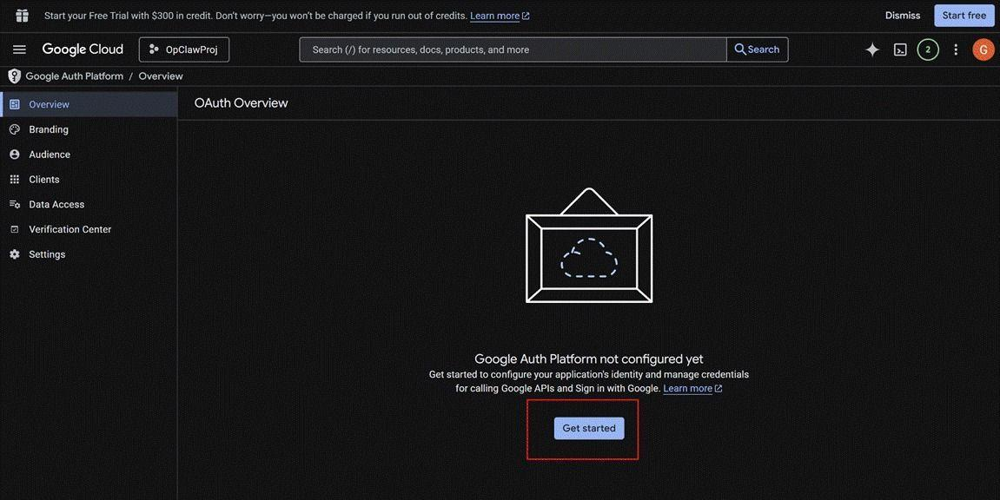 Start your Free Trial with $300 in credit. Don't worry—you won't be charged if you run out of credits. Learn more
Dismiss
Start free
Google Cloud
OpClawProj
Search (/) for resources, docs, products, and more
Search
2
G
Google Auth Platform / Overview
Overview
Branding
Audience
Clients
Data Access
Verification Center
Settings
OAuth Overview
Google Auth Platform not configured yet
Get started to configure your application's identity and manage credentials
for calling Google APIs and Sign in with Google. Learn more
Get started